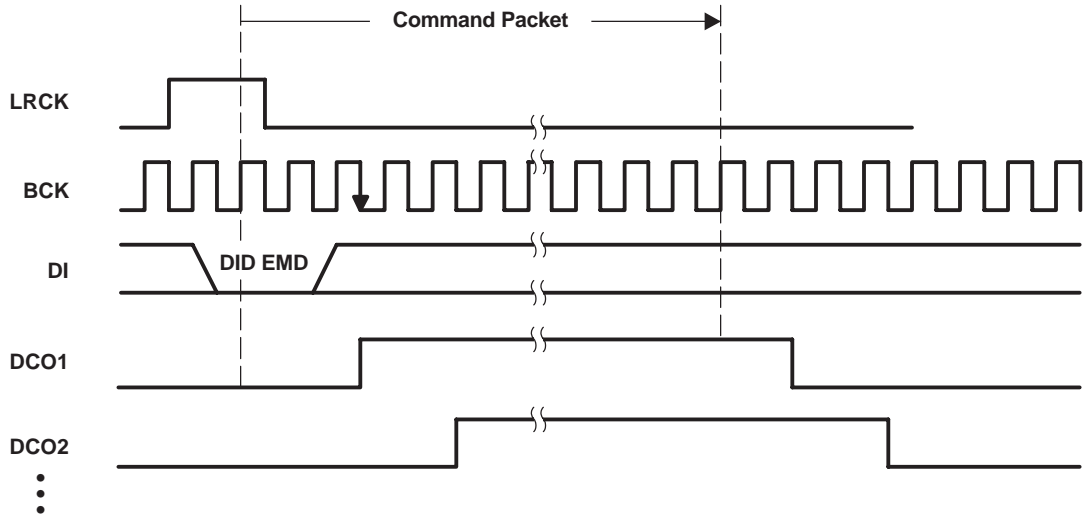 Command Packet
LRCK
BCK
DI
DID EMD
DCO1
DCO2